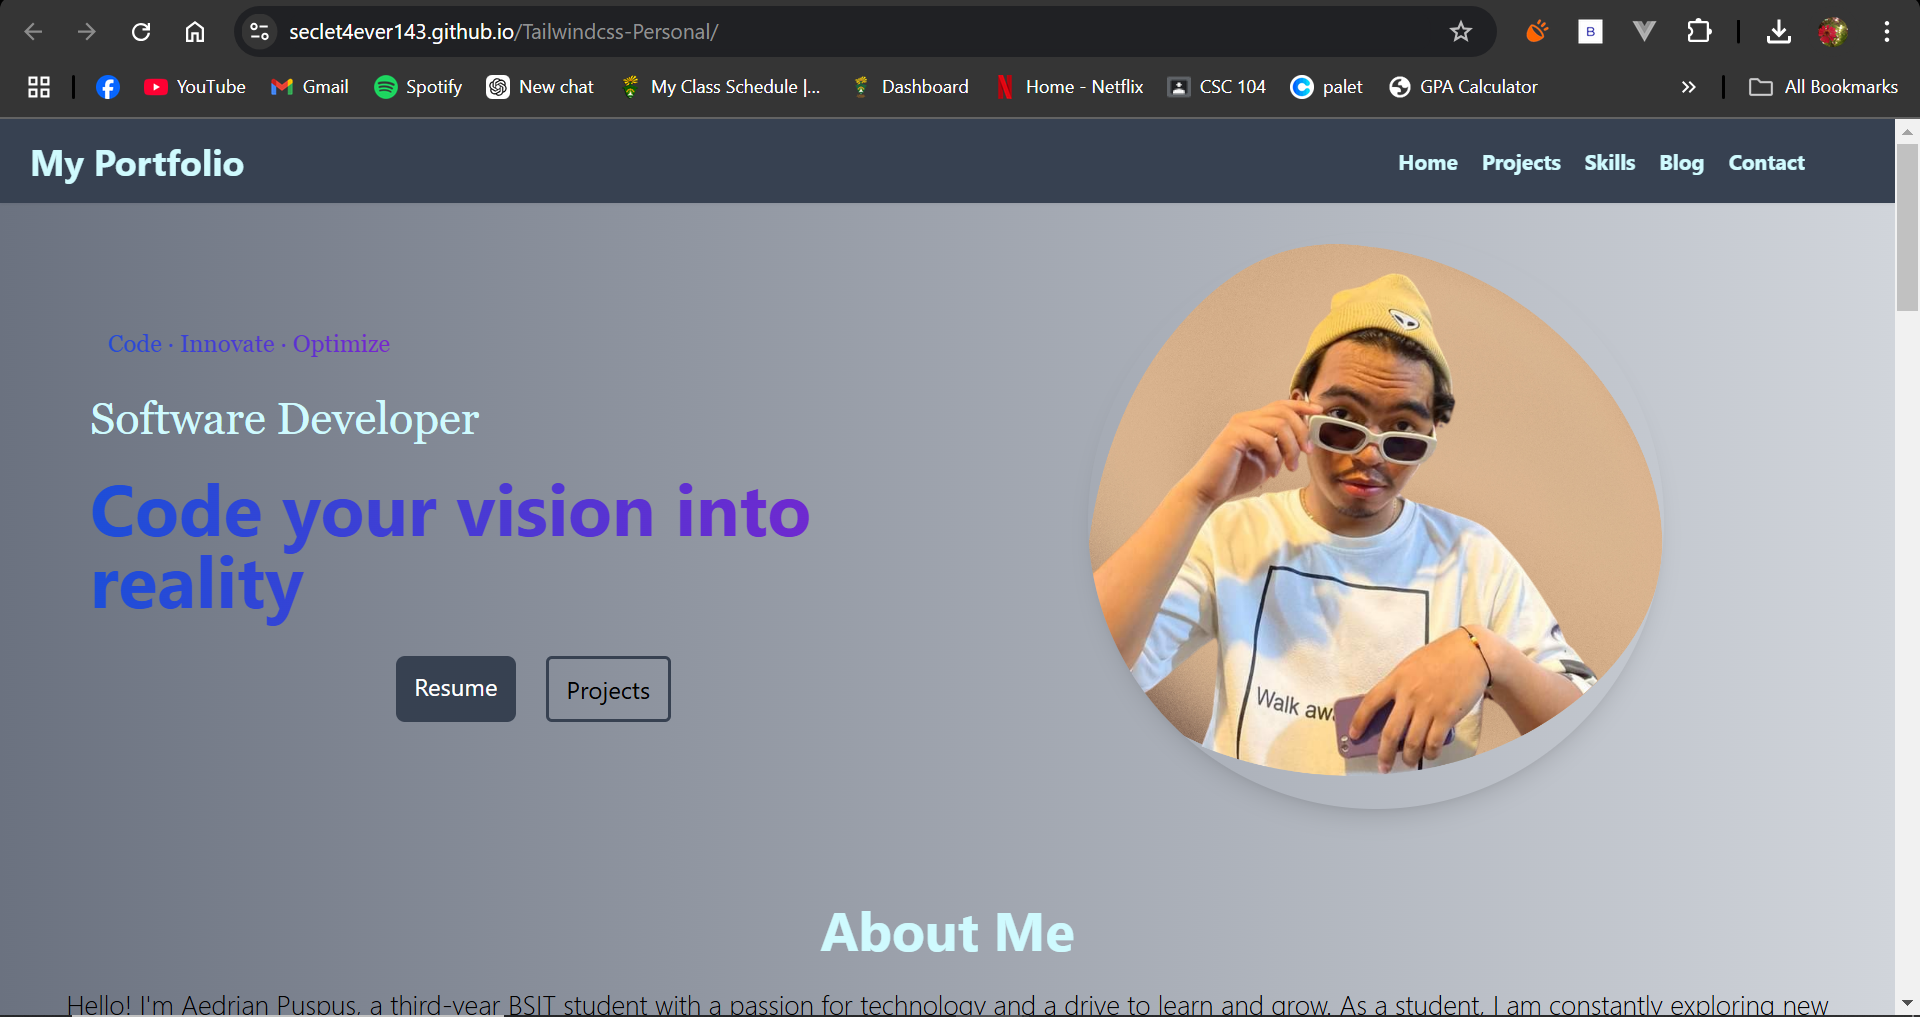 seclet4ever143.github.io/Tailwindcss-Personal/
B
YouTube
Gmail
Spotify
New chat
My Class Schedule |...
Dashboard
Home - Netflix
CSC 104
palet
GPA Calculator
All Bookmarks
My Portfolio
Home
Projects
Skills
Blog
Contact
Code · Innovate · Optimize
Software Developer
Code your vision into
reality
Resume
Projects
Walk aw
About Me
Hello! I'm Aedrian Puspus, a third-year BSIT student with a passion for technology and a drive to learn and grow. As a student, I am constantly exploring new